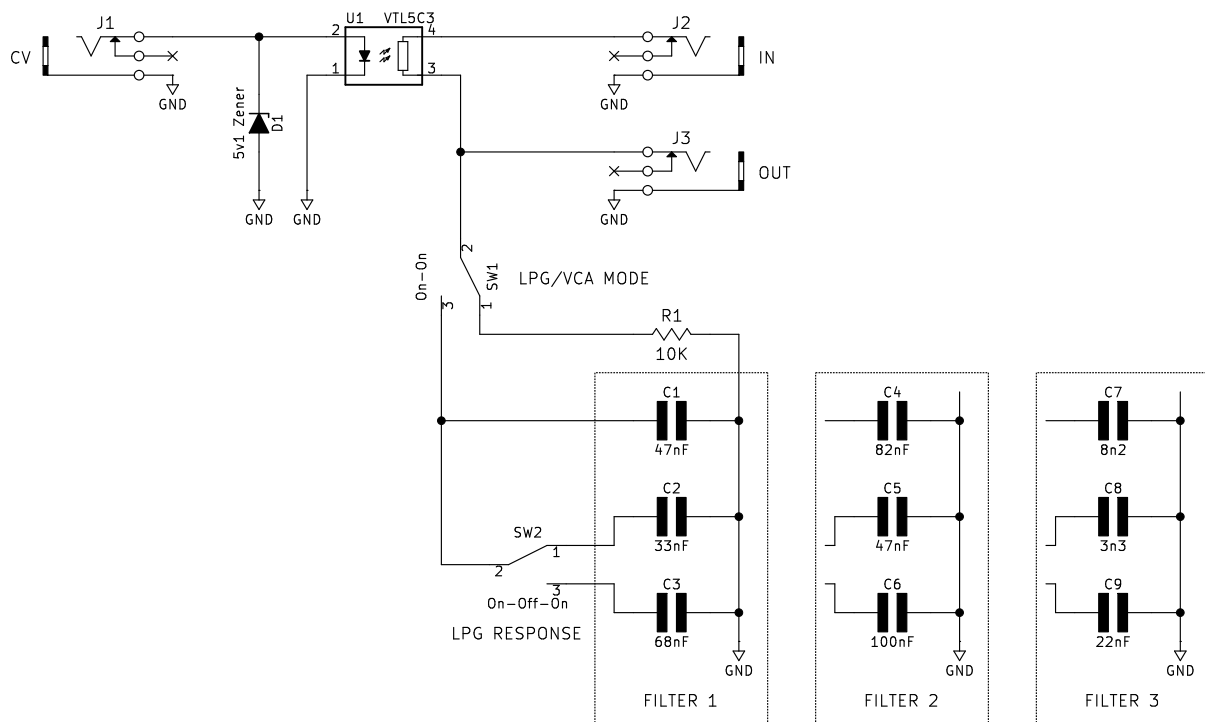 J1
U1 VTL5C3
J2
CV
2
4
IN
1
3
GND
GND
5v1 Zener
D1
J3
OUT
GND
GND
GND
2
On-On
SW1
LPG/VCA MODE
3
1
R1
10K
C1
47nF
C4
82nF
C7
8n2
C2
33nF
C5
47nF
C8
3n3
SW2
1
2
3
On-Off-On
LPG RESPONSE
C3
68nF
C6
100nF
C9
22nF
GND
GND
GND
FILTER 1
FILTER 2
FILTER 3